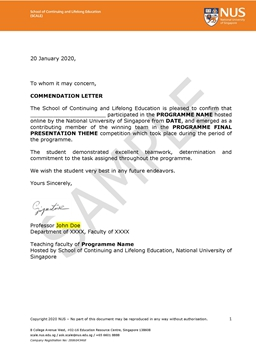 School of Continuing and Lifelong Education
(SCALE)
NUS
National University
of Singapore
20 January 2020,
To whom it may concern,
COMMENDATION LETTER
The School of Continuing and Lifelong Education is pleased to confirm that
participated in the PROGRAMME NAME hosted
online by the National University of Singapore from DATE, and emerged as a
contributing member of the winning team in the PROGRAMME FINAL
PRESENTATION THEME competition which took place during the period of
the programme.
The student demonstrated excellent teamwork, determination and
commitment to the task assigned throughout the programme.
We wish the student very best in any future endeavors.
Yours Sincerely,
SAMPLE
Professor John Doe
Department of XXXX, Faculty of XXXX
Teaching faculty of Programme Name
Hosted by School of Continuing and Lifelong Education, National University of
Singapore
Copyright 2020 NUS – No part of this document may be reproduced in any way without authorisation.
1
Company Registration No: 200604346E